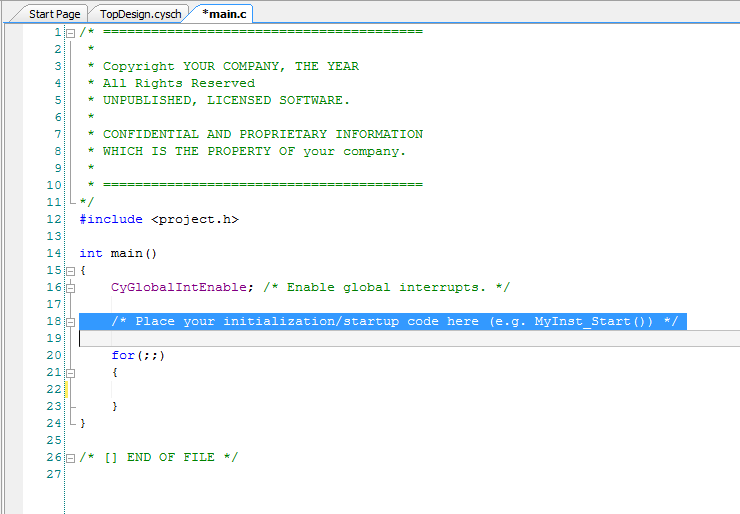 Start Page TopDesign.cysch *main.c
1 /* ========================================
2 *
3 * Copyright YOUR COMPANY, THE YEAR
4 * All Rights Reserved
5 * UNPUBLISHED, LICENSED SOFTWARE.
6 *
7 * CONFIDENTIAL AND PROPRIETARY INFORMATION
8 * WHICH IS THE PROPERTY OF your company.
9 *
10 * ========================================
11 */
12 #include <project.h>
13
14 int main()
15 {
16 CyGlobalIntEnable; /* Enable global interrupts. */
17
18 /* Place your initialization/startup code here (e.g. MyInst_Start()) */
19
20 for(;;)
21 {
22
23 }
24 }
25
26 /* [] END OF FILE */
27